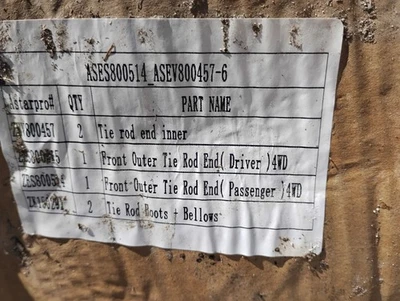 ASES800514_ASEV800457-6
QTY PART NAME
2 Tie rod end inner
1 Front Outer Tie Rod End( Driver )4WD
1 Front Outer Tie Rod End( Passenger )4WD
2 Tie Rod Boots - Bellows